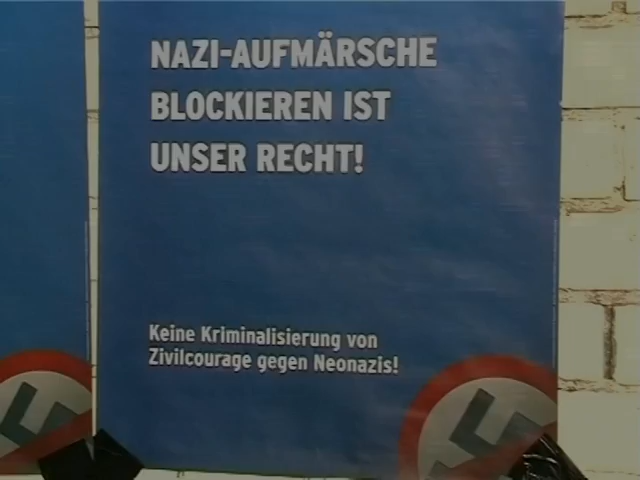 NAZI-AUFMÄRSCHE
BLOCKIEREN IST
UNSER RECHT!
Keine Kriminalisierung von
Zivilcourage gegen Neonazis!